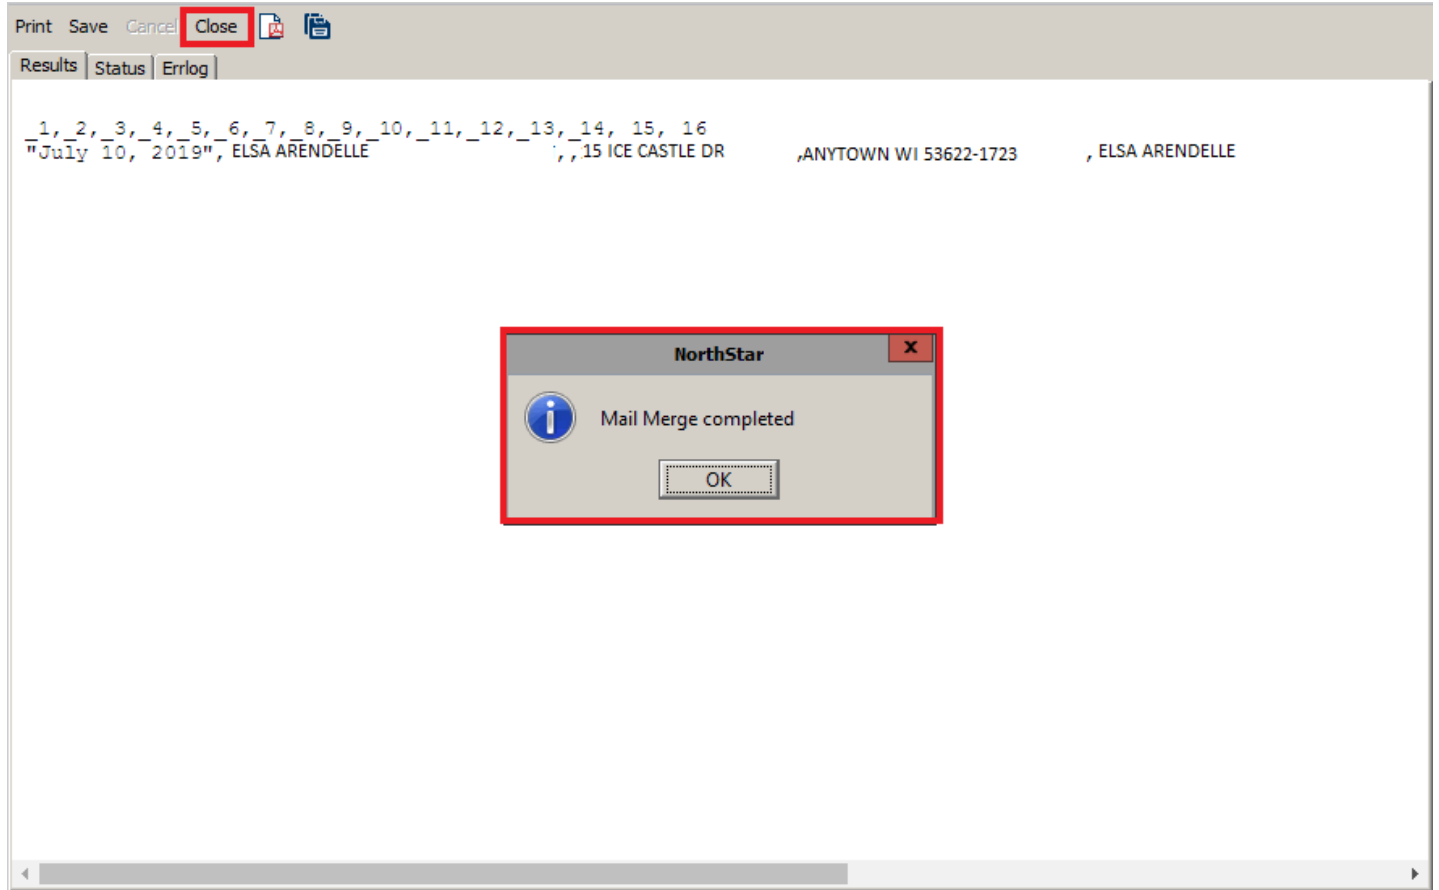 Print Save Cancel Close
Results Status Errlog
_1,_2,_3,_4,_5,_6,_7,_8,_9,_10,_11,_12,_13,_14, 15, 16
"July 10, 2019", ELSA ARENDELLE ', , 15 ICE CASTLE DR ,ANYTOWN WI 53622-1723 , ELSA ARENDELLE
NorthStar
x
Mail Merge completed
OK